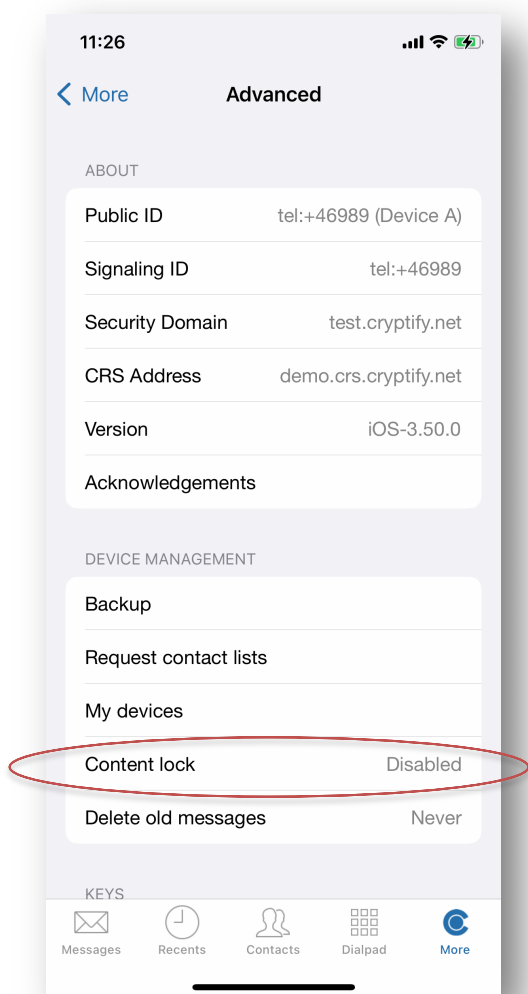 11:26
More Advanced
ABOUT
Public ID tel:+46989 (Device A)
Signaling ID tel:+46989
Security Domain test.cryptify.net
CRS Address demo.crs.cryptify.net
Version iOS-3.50.0
Acknowledgements
DEVICE MANAGEMENT
Backup
Request contact lists
My devices
Content lock Disabled
Delete old messages Never
KEYS
Messages Recents Contacts Dialpad More